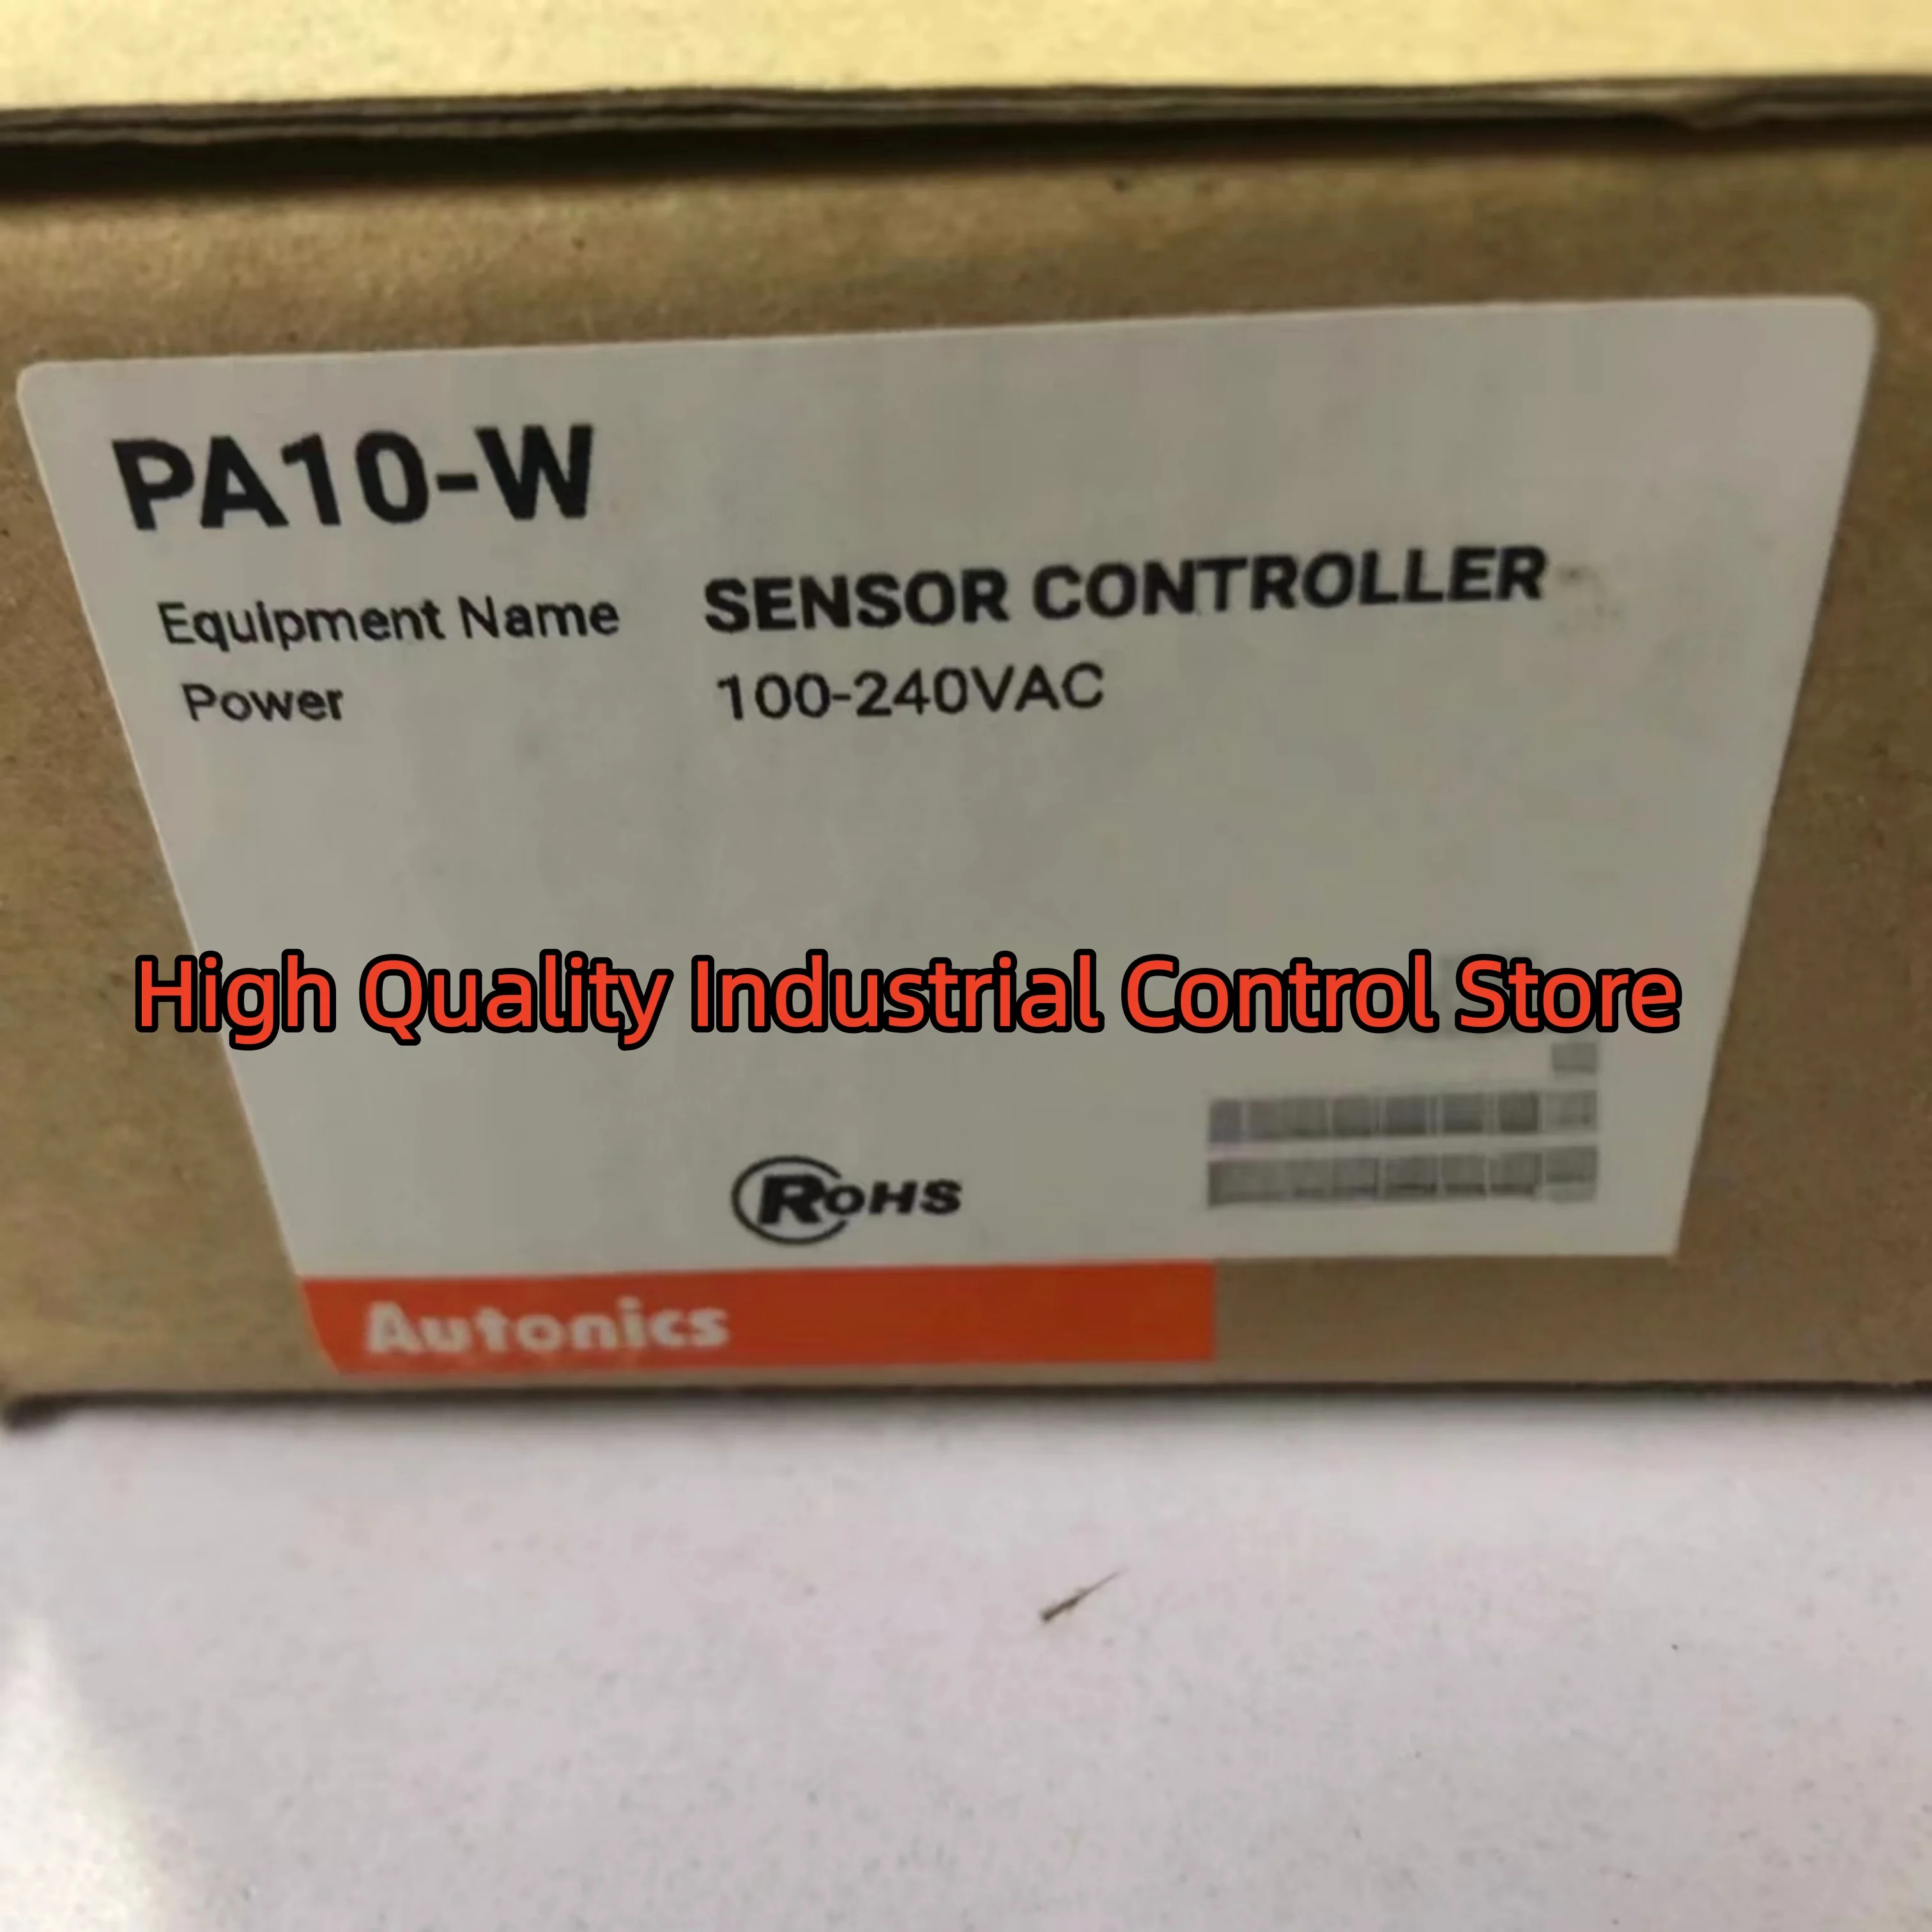 PA10-W
Equipment Name SENSOR CONTROLLER
Power 100-240VAC
High Quality Industrial Control Store
RoHS
Autonics